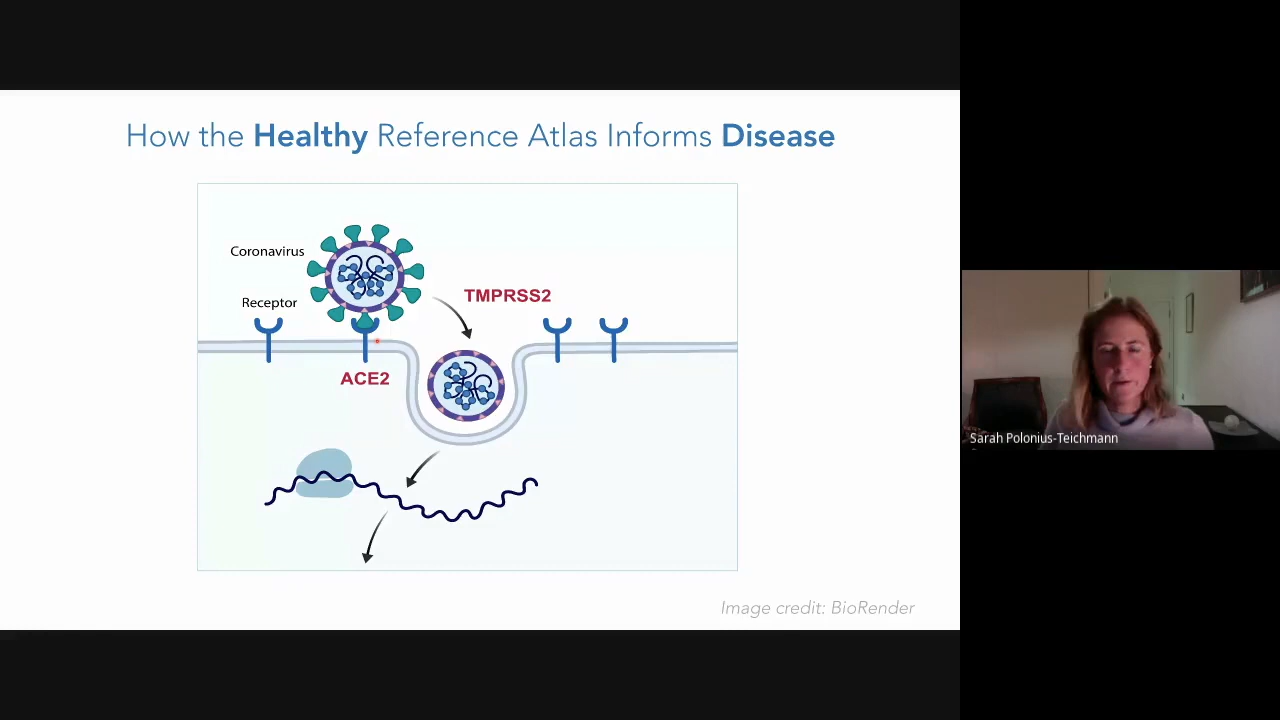 How the Healthy Reference Atlas Informs Disease
Coronavirus
TMPRSS2
Receptor
ACE2
Image credit: BioRender
Sarah Polonius-Teichmann